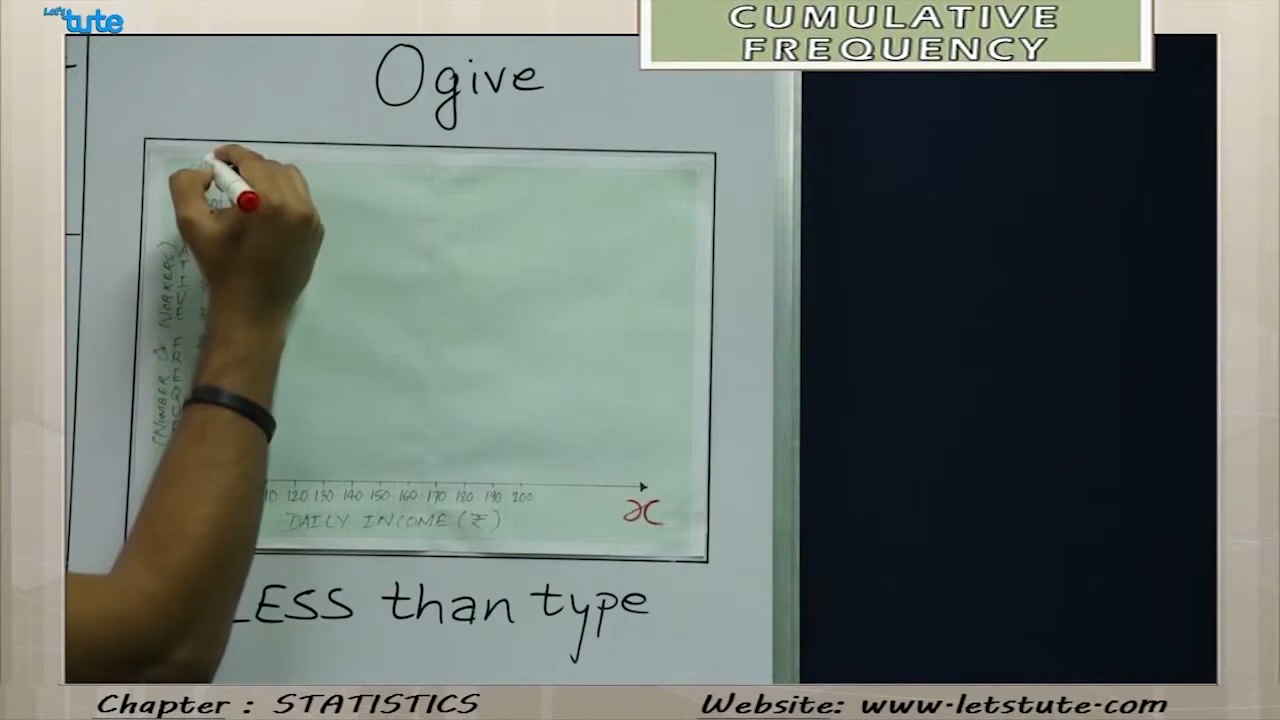 Let's tute
CUMULATIVE
FREQUENCY
Ogive
(NUMBER OF WORKERS)
120 130 140 150 160 170 180 190 200
x
DAILY INCOME (₹)
LESS than type
Chapter : STATISTICS
Website: www.letstute.com